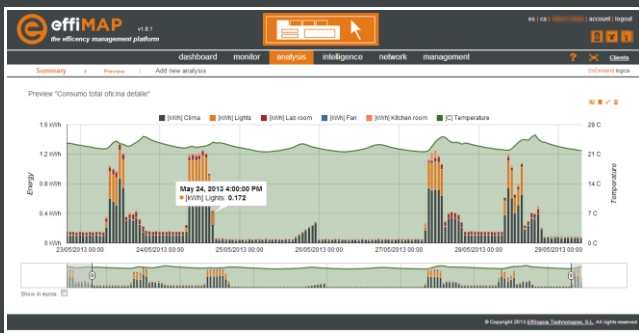 effiMAP v1.8.1
the efficency management platform
es | ca | account | logout
dashboard monitor analysis intelligence network management
? Clients
Summary > Preview | Add new analysis
OnDemand logics
Preview "Consumo total oficina detalle"
[kWh] Clima [kWh] Lights [kWh] Lab room [kWh] Fan [kWh] Kitchen room [C] Temperature
1.6 kWh
1.2 kWh
0.8 kWh
0.4 kWh
0 kWh
Energy
May 24, 2013 4:00:00 PM
[kWh] Lights: 0.172
28 C
21 C
14 C
7 C
0 C
Temperature
23/05/2013 00:00 24/05/2013 00:00 25/05/2013 00:00 26/05/2013 00:00 27/05/2013 00:00 28/05/2013 00:00 29/05/2013 00:00
Show in euros:
© Copyright 2013 Effilogics Technologies, S.L. All rights reserved